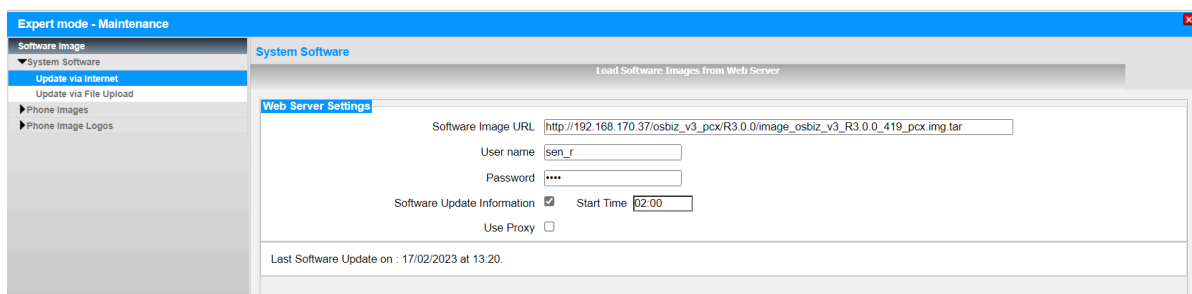 Expert mode - Maintenance
Software Image
System Software
Update via Internet
Update via File Upload
Phone Images
Phone Image Logos
System Software
Load Software Images from Web Server
Web Server Settings
Software Image URL http://192.168.170.37/osbiz_v3_pcx/R3.0.0/image_osbiz_v3_R3.0.0_419_pcx.img.tar
User name sen_r
Password ••••
Software Update Information Start Time 02:00
Use Proxy
Last Software Update on : 17/02/2023 at 13:20.